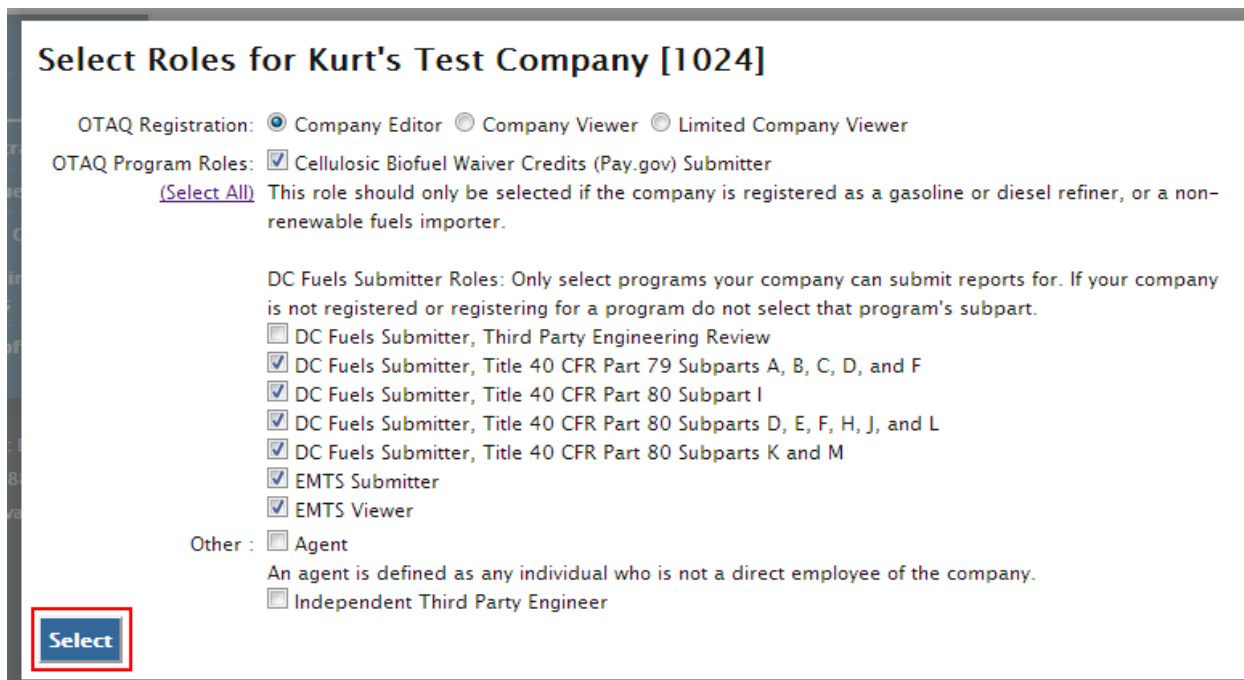 Select Roles for Kurt's Test Company [1024]
OTAQ Registration: Company Editor Company Viewer Limited Company Viewer
OTAQ Program Roles: Cellulosic Biofuel Waiver Credits (Pay.gov) Submitter
(Select All) This role should only be selected if the company is registered as a gasoline or diesel refiner, or a non-
renewable fuels importer.
DC Fuels Submitter Roles: Only select programs your company can submit reports for. If your company
is not registered or registering for a program do not select that program's subpart.
DC Fuels Submitter, Third Party Engineering Review
DC Fuels Submitter, Title 40 CFR Part 79 Subparts A, B, C, D, and F
DC Fuels Submitter, Title 40 CFR Part 80 Subpart I
DC Fuels Submitter, Title 40 CFR Part 80 Subparts D, E, F, H, J, and L
DC Fuels Submitter, Title 40 CFR Part 80 Subparts K and M
EMTS Submitter
EMTS Viewer
Other : Agent
An agent is defined as any individual who is not a direct employee of the company.
Independent Third Party Engineer
Select